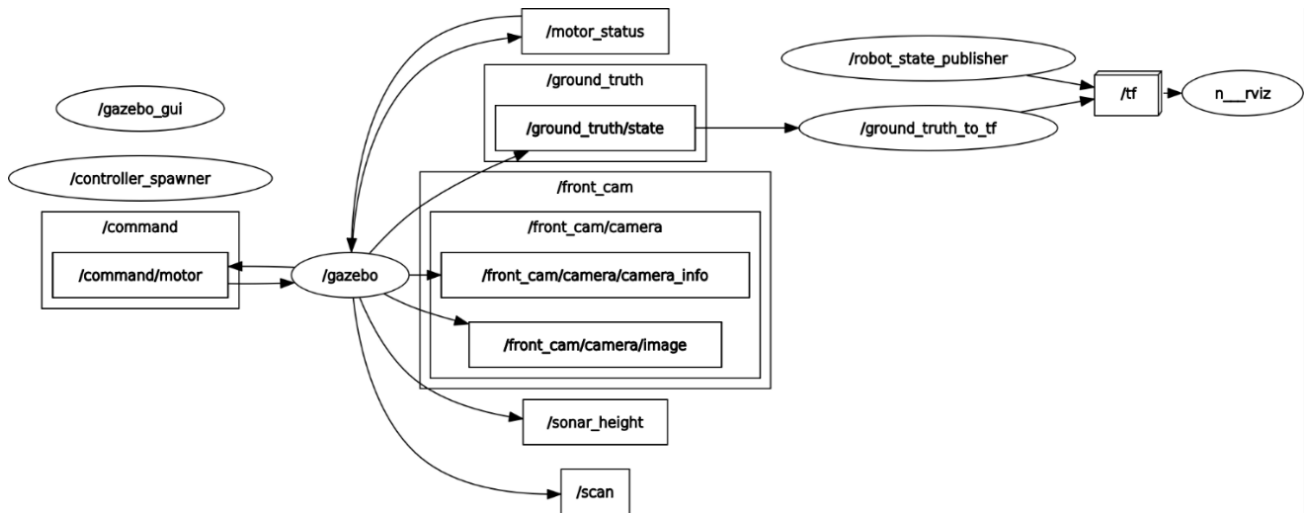 /motor_status
/robot_state_publisher
/ground_truth
/tf
n__rviz
/gazebo_gui
/ground_truth/state
/ground_truth_to_tf
/controller_spawner
/front_cam
/command
/front_cam/camera
/command/motor
/gazebo
/front_cam/camera/camera_info
/front_cam/camera/image
/sonar_height
/scan